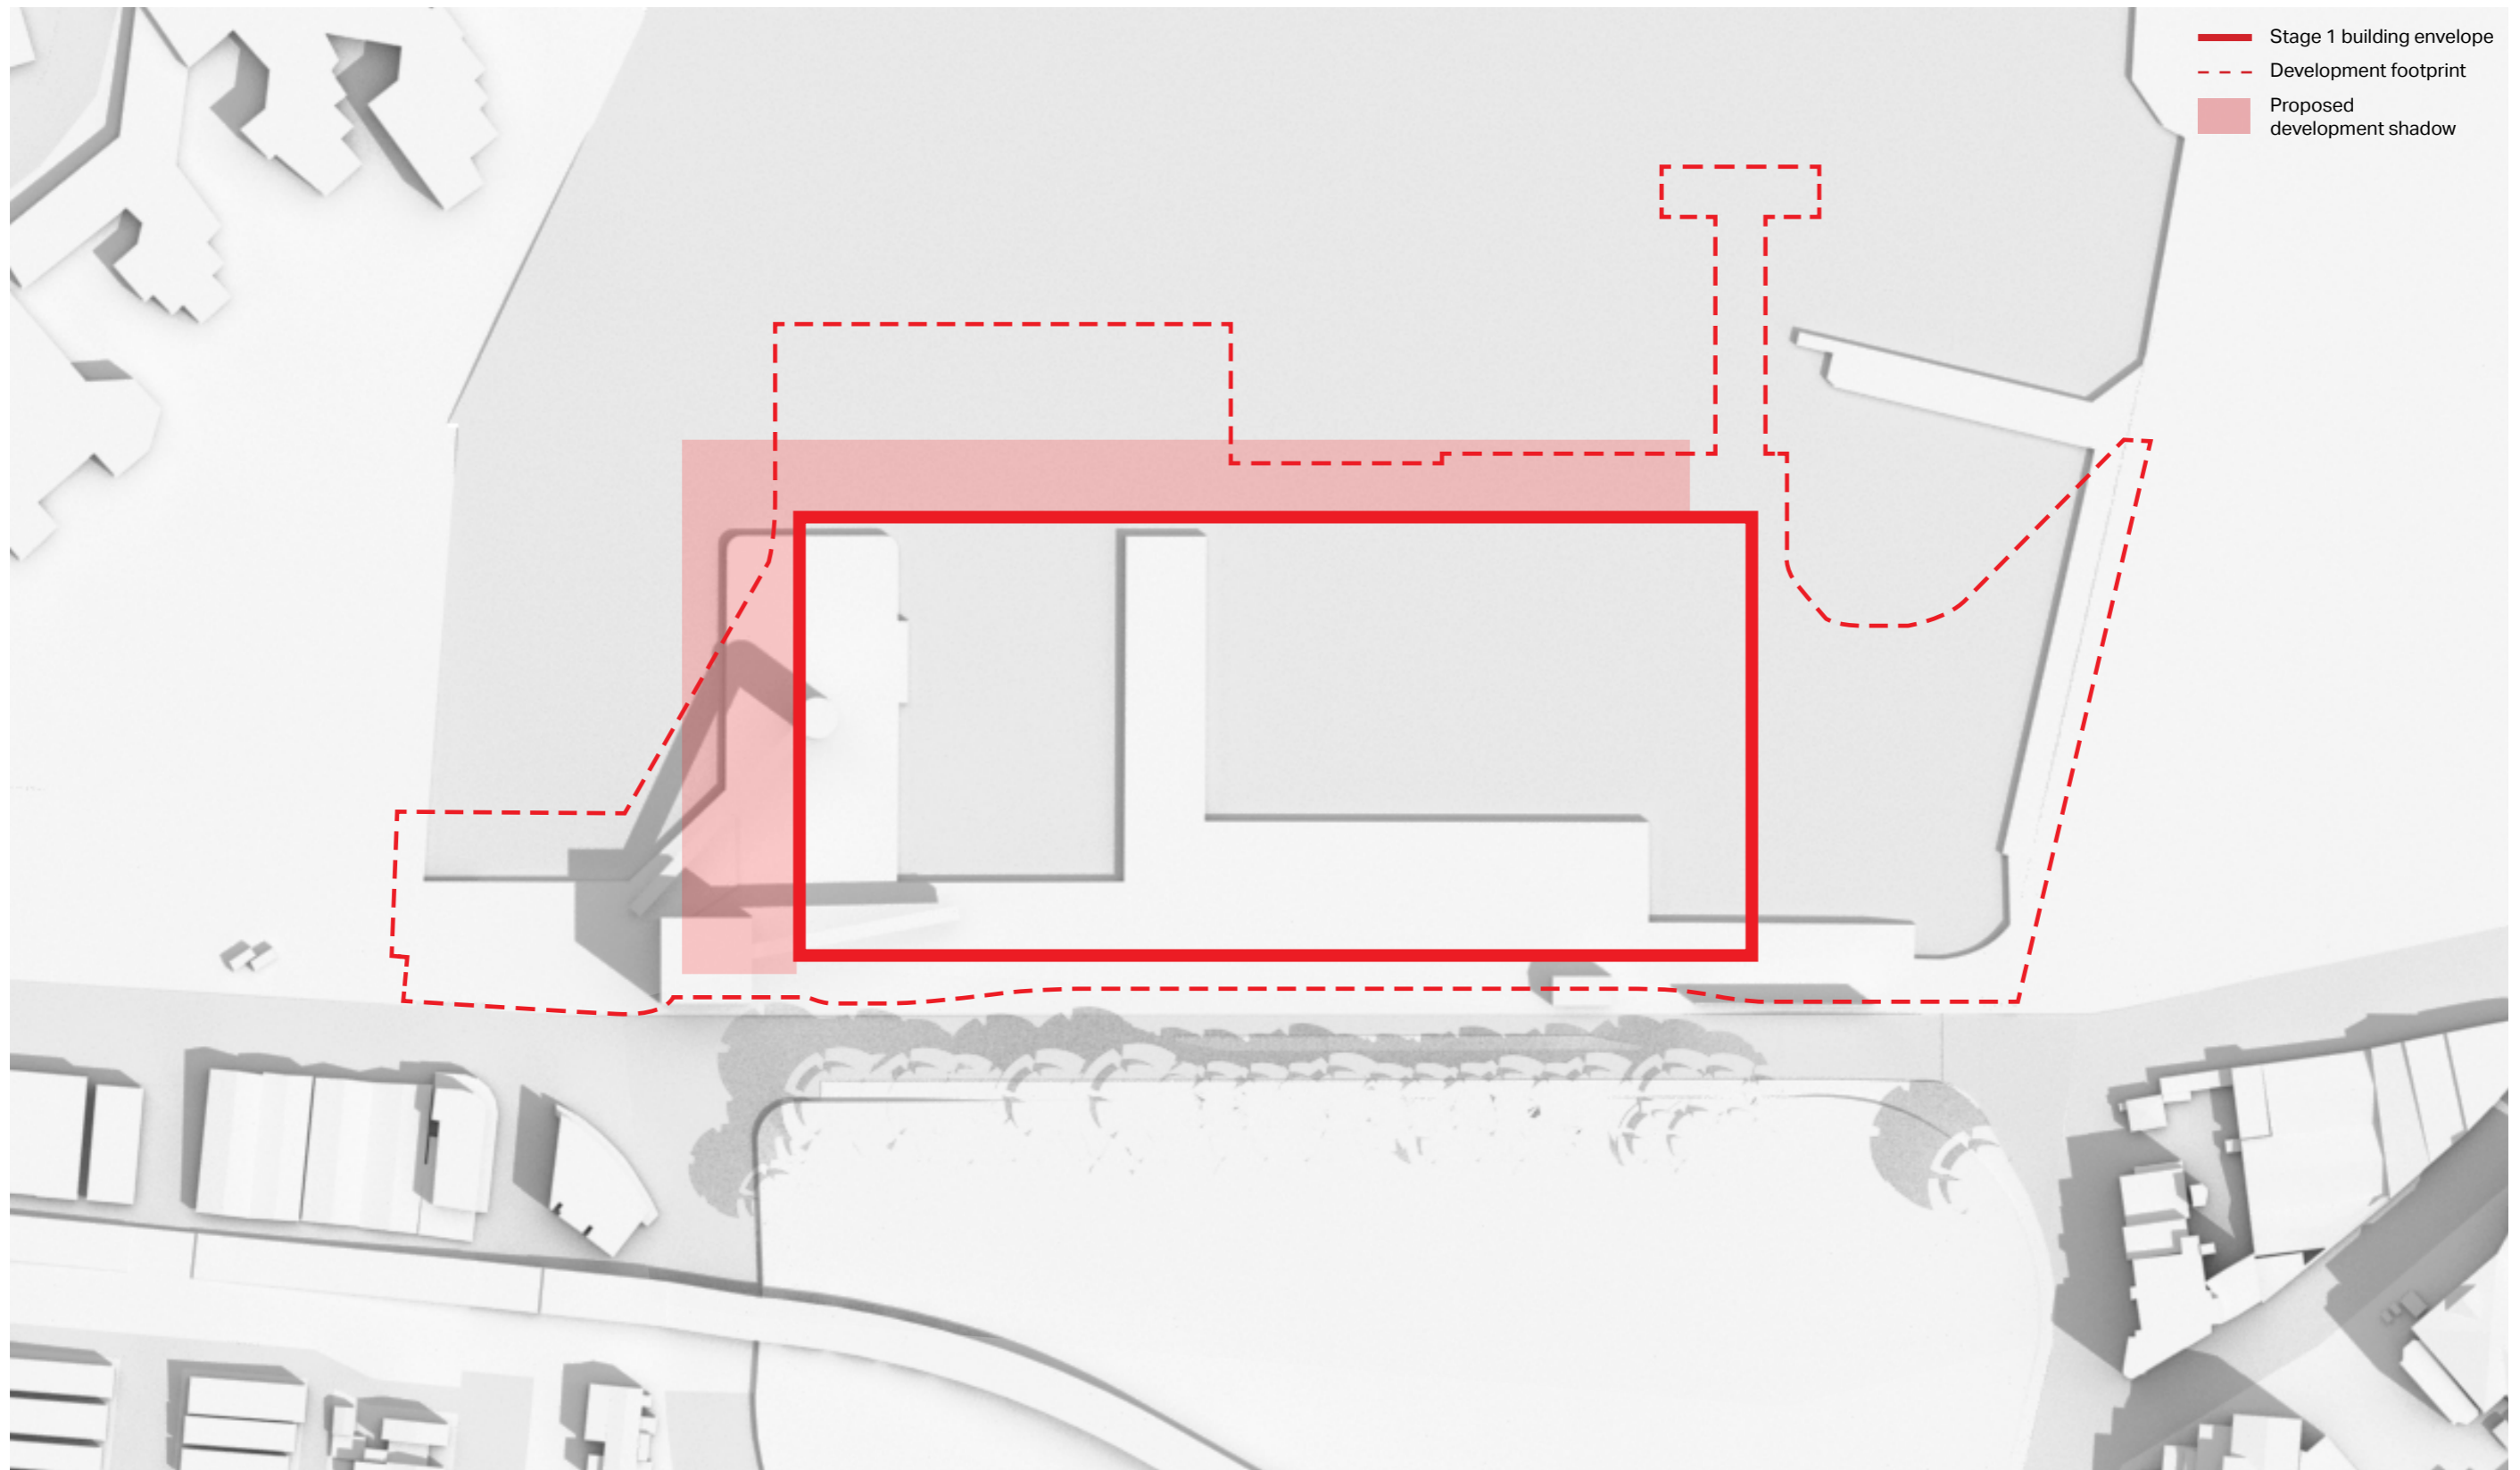 Stage 1 building envelope
Development footprint
Proposed
development shadow